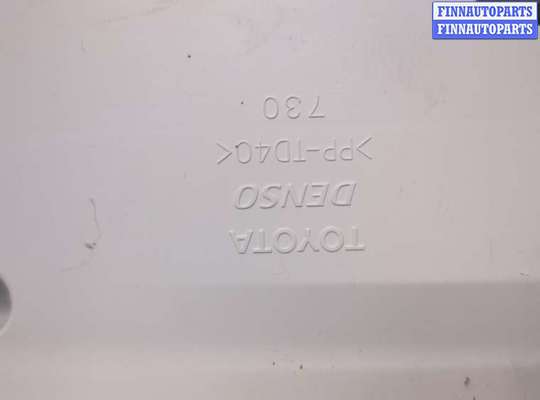 FINNAUTOPARTS
FINNAUTOPARTS
TOYOTA
DENSO
>PP-TD40<
730